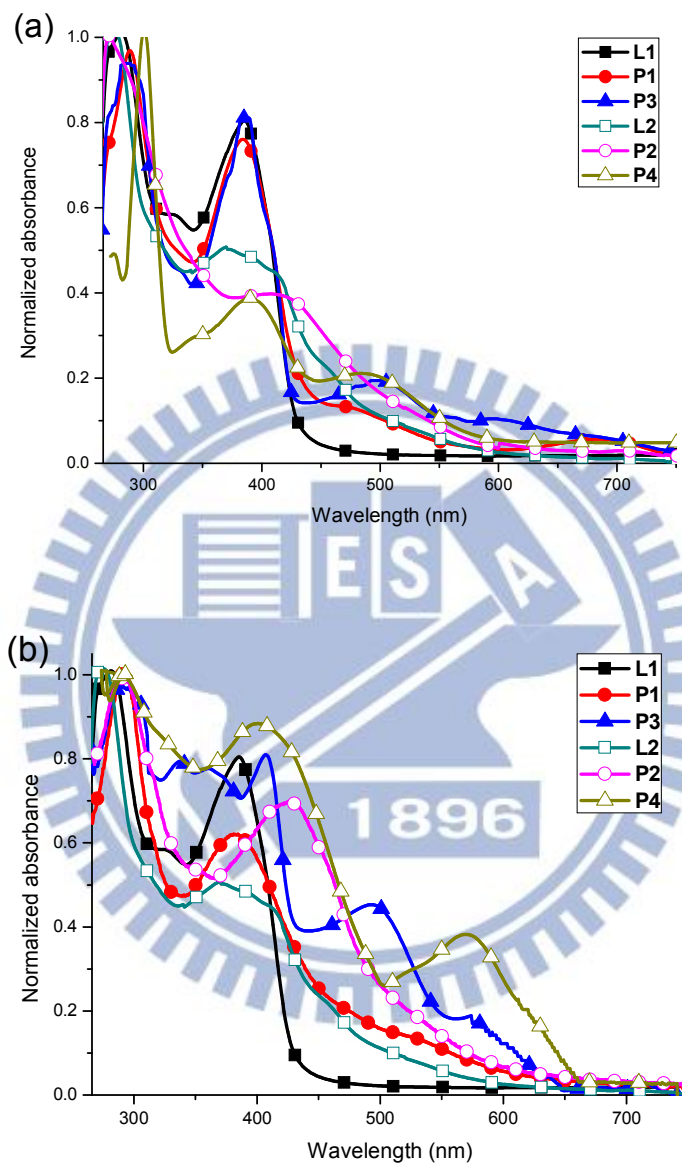 (a)
1.0
0.8
0.6
0.4
0.2
0.0
Normalized absorbance
300
400
500
600
700
Wavelength (nm)
L1
P1
P3
L2
P2
P4
ESA
1896
(b)
1.0
0.8
0.6
0.4
0.2
0.0
Normalized absorbance
300
400
500
600
700
Wavelength (nm)
L1
P1
P3
L2
P2
P4